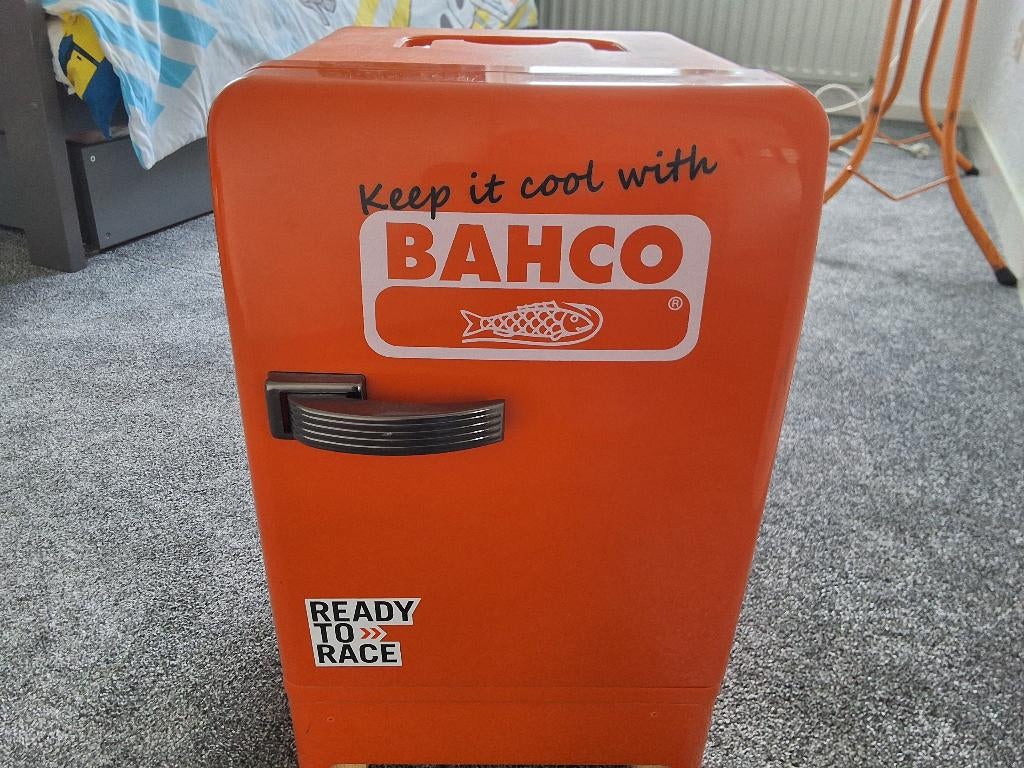 Keep it cool with
BAHCO
®
READY
TO »
RACE